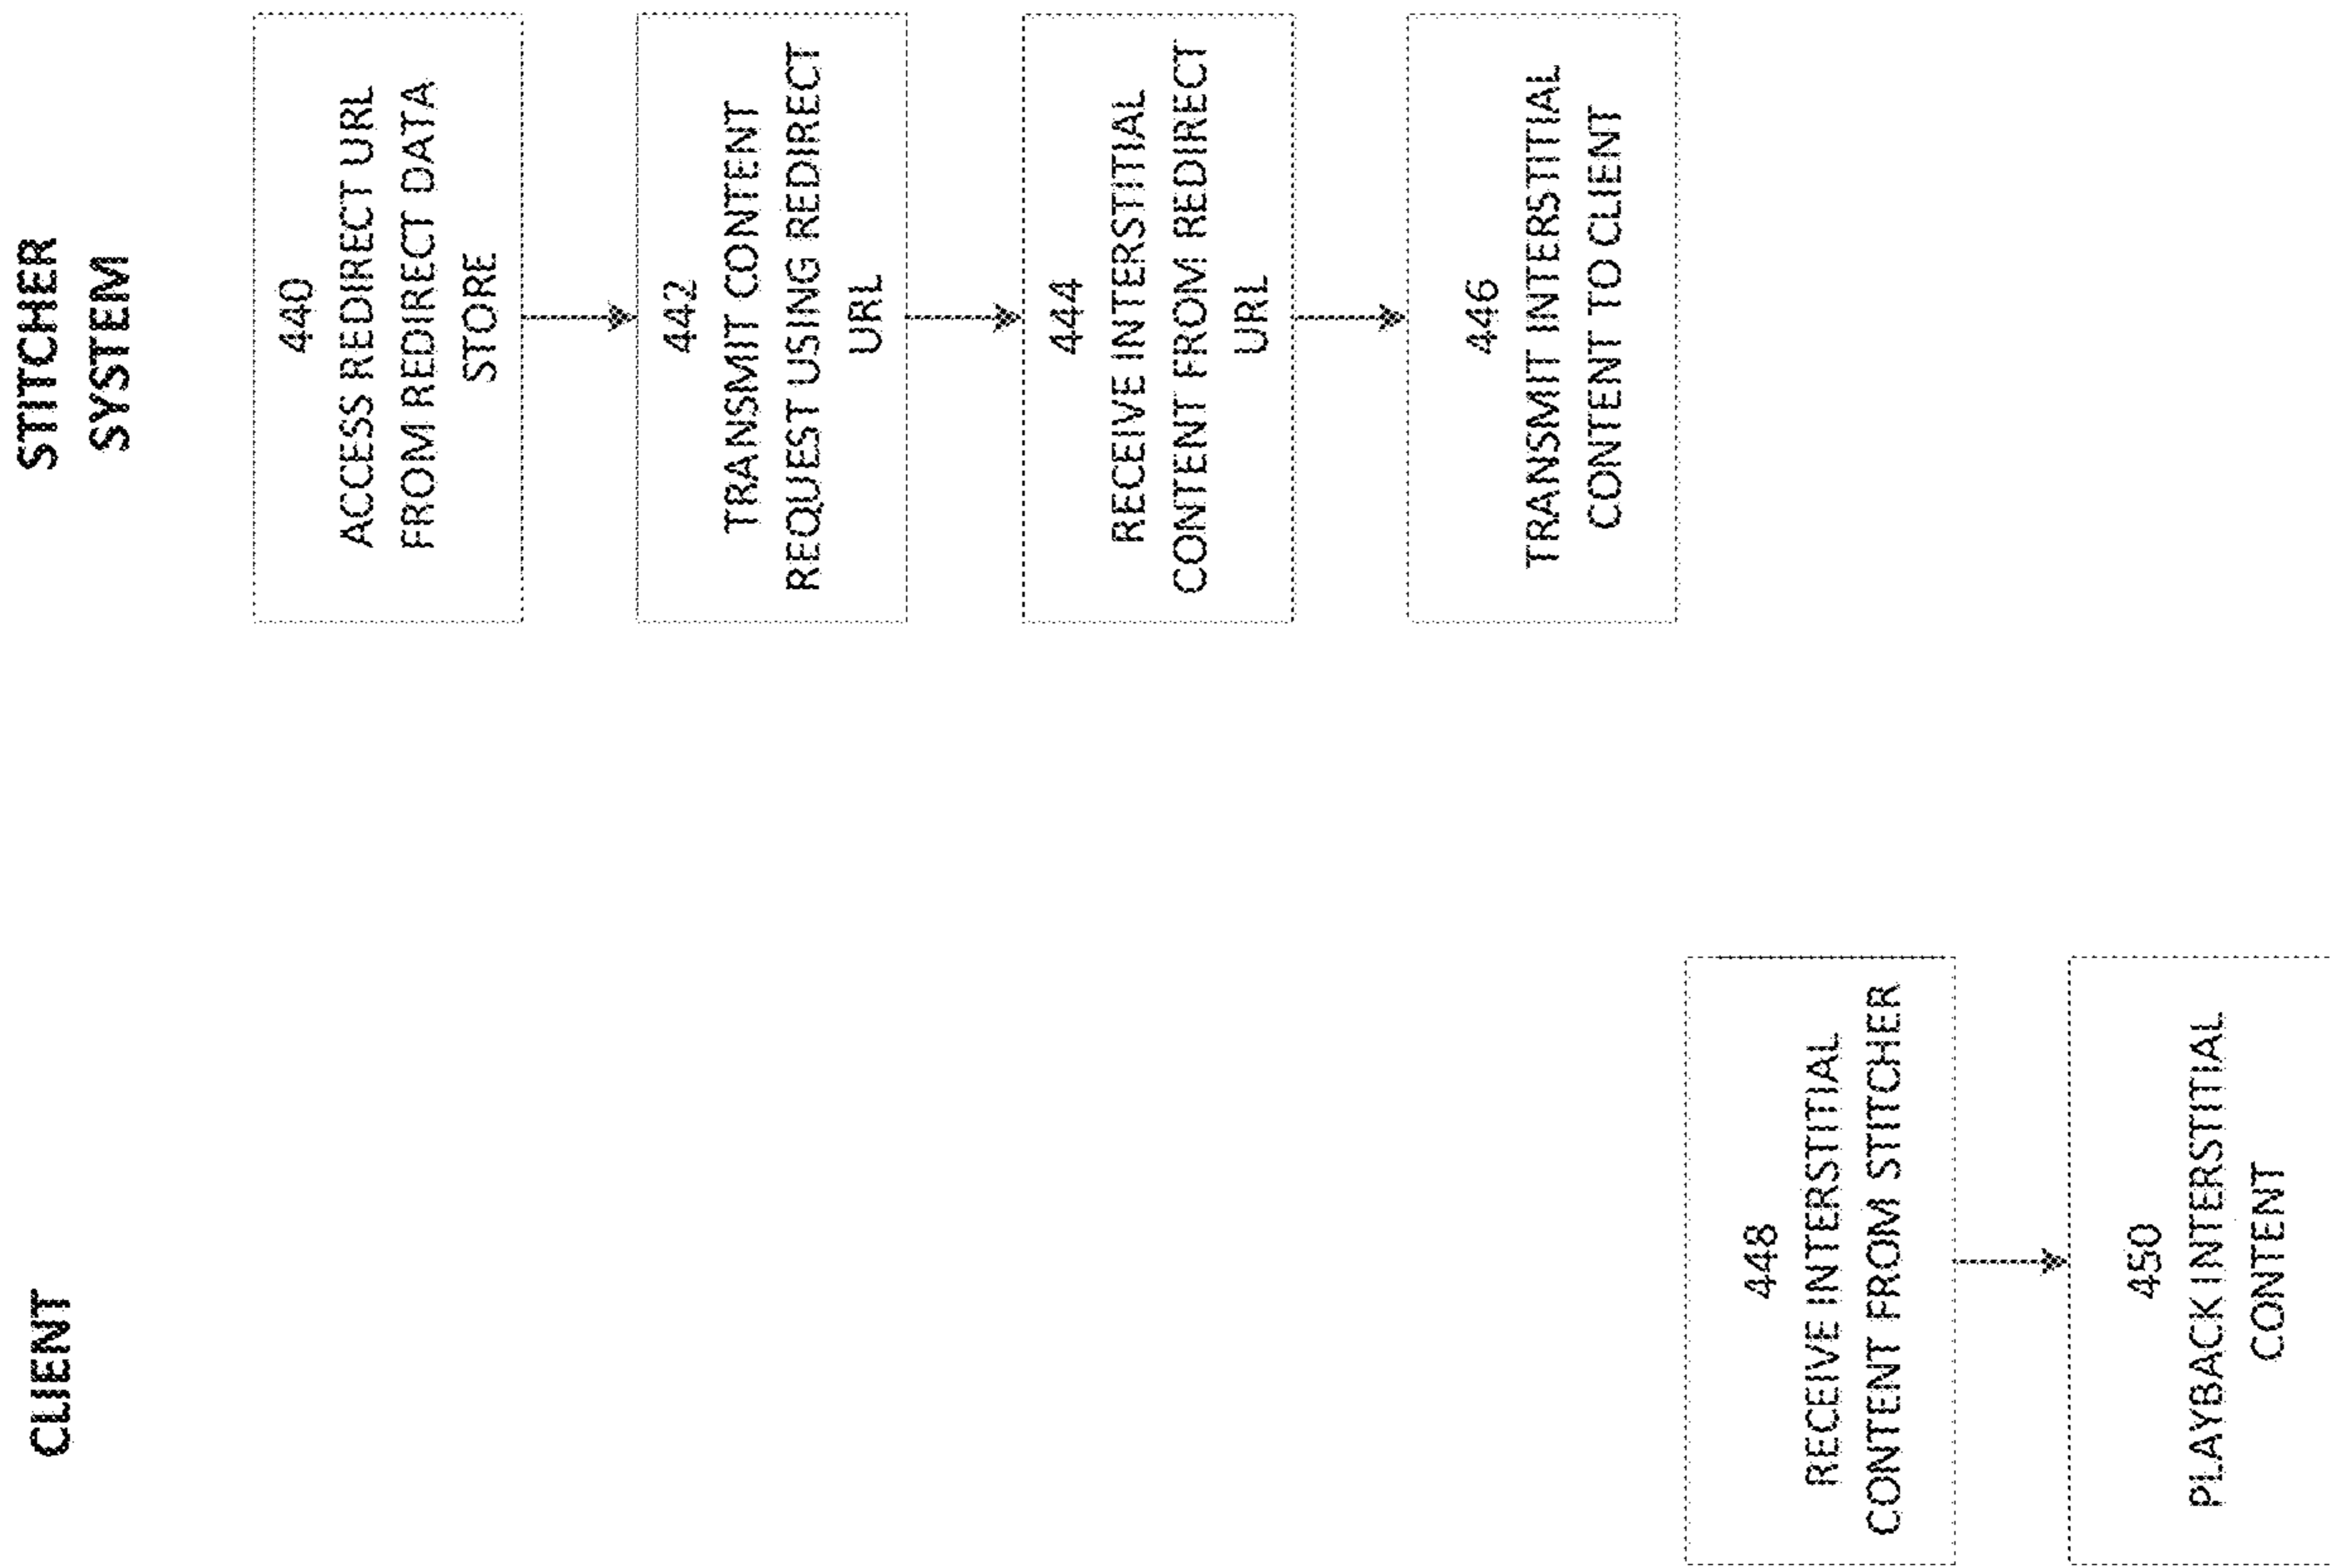 CLIENT
STITCHER
SYSTEM
440
ACCESS REDIRECT URL
FROM REDIRECT DATA
STORE
442
TRANSMIT CONTENT
REQUEST USING REDIRECT
URL
444
RECEIVE INTERSTITIAL
CONTENT FROM REDIRECT
URL
446
TRANSMIT INTERSTITIAL
CONTENT TO CLIENT
448
RECEIVE INTERSTITIAL
CONTENT FROM STITCHER
450
PLAYBACK INTERSTITIAL
CONTENT